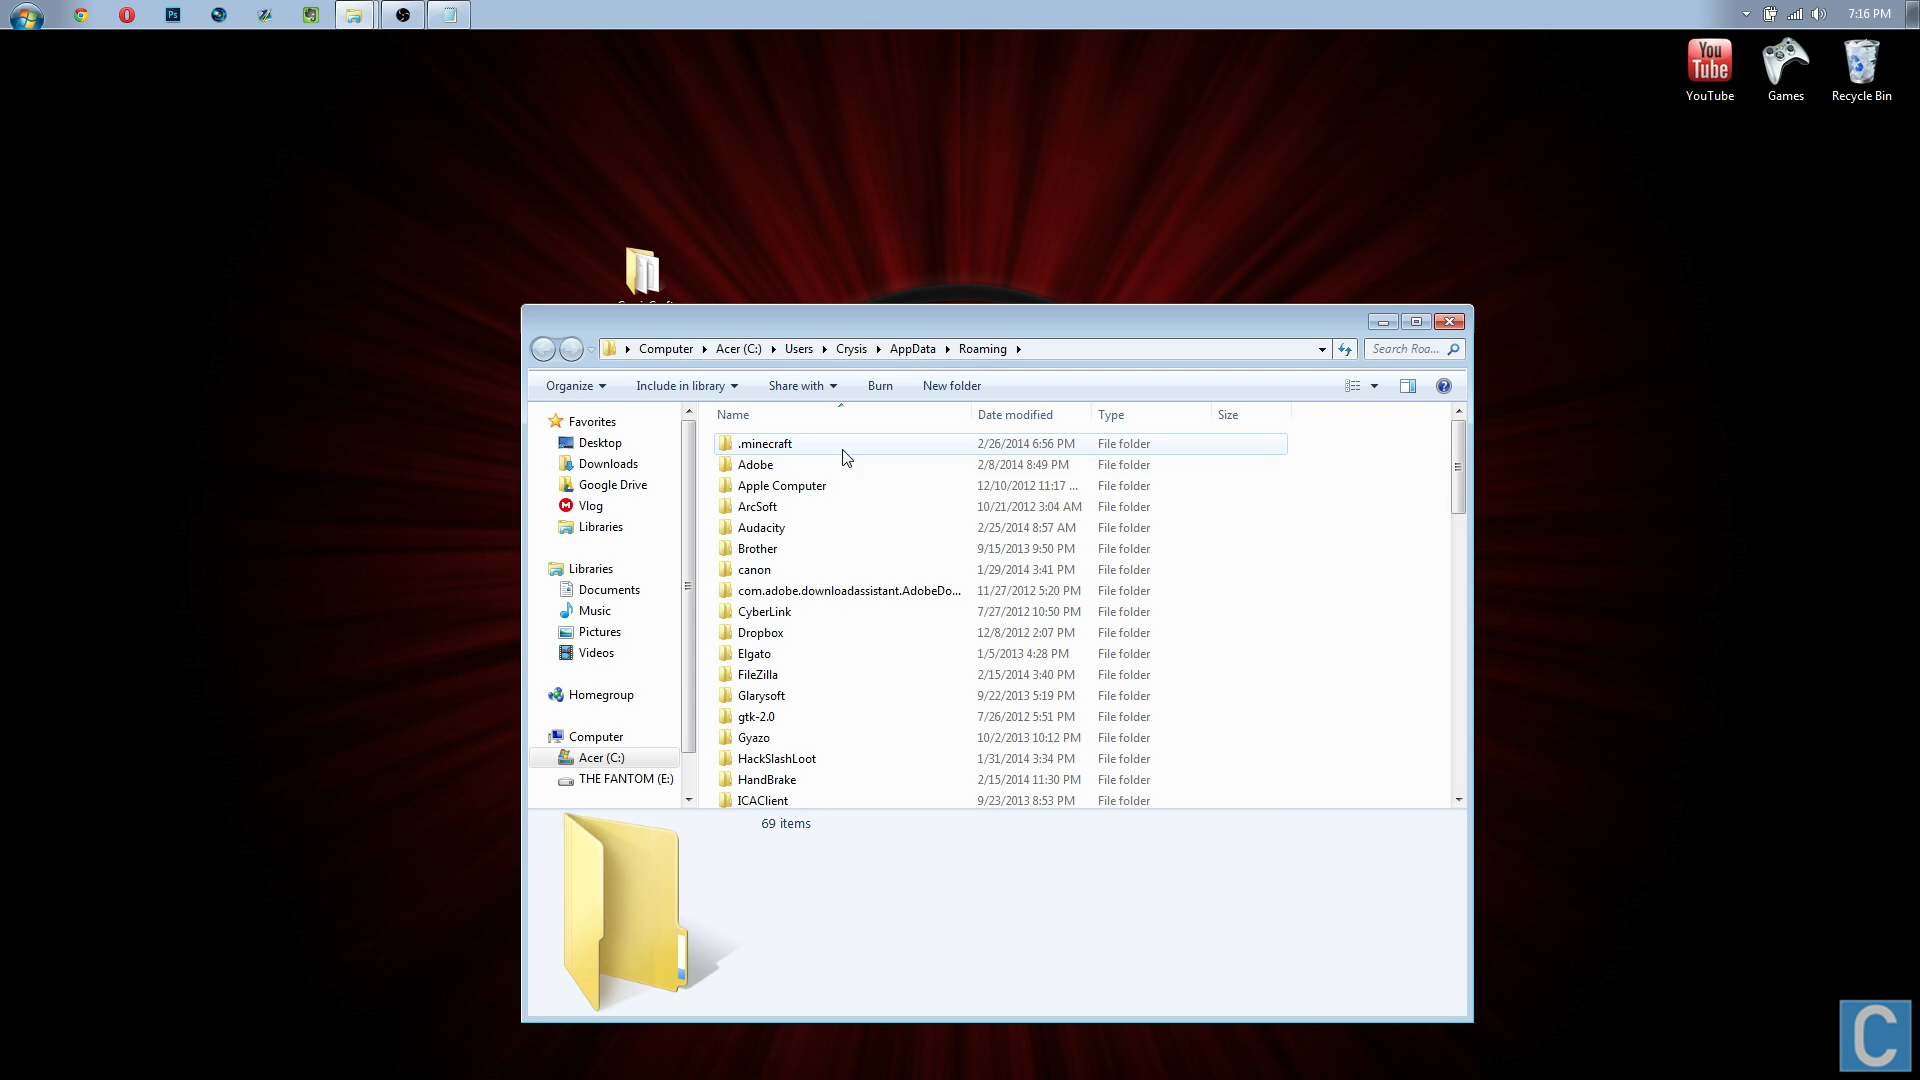 Ps
7:16 PM
You
Tube
YouTube
Games
Recycle Bin
Computer
Acer (C:)
Users
Crysis
AppData
Roaming
Search Roa...
Organize
Include in library
Share with
Burn
New folder
Favorites
Desktop
Downloads
Google Drive
Vlog
Libraries
Libraries
Documents
Music
Pictures
Videos
Homegroup
Computer
Acer (C:)
THE FANTOM (E:)
Name Date modified Type Size
.minecraft 2/26/2014 6:56 PM File folder
Adobe 2/8/2014 8:49 PM File folder
Apple Computer 12/10/2012 11:17 ... File folder
ArcSoft 10/21/2012 3:04 AM File folder
Audacity 2/25/2014 8:57 AM File folder
Brother 9/15/2013 9:50 PM File folder
canon 1/29/2014 3:41 PM File folder
com.adobe.downloadassistant.AdobeDo... 11/27/2012 5:20 PM File folder
CyberLink 7/27/2012 10:50 PM File folder
Dropbox 12/8/2012 2:07 PM File folder
Elgato 1/5/2013 4:28 PM File folder
FileZilla 2/15/2014 3:40 PM File folder
Glarysoft 9/22/2013 5:19 PM File folder
gtk-2.0 7/26/2012 5:51 PM File folder
Gyazo 10/2/2013 10:12 PM File folder
HackSlashLoot 1/31/2014 3:34 PM File folder
HandBrake 2/15/2014 11:30 PM File folder
ICAClient 9/23/2013 8:53 PM File folder
69 items
C